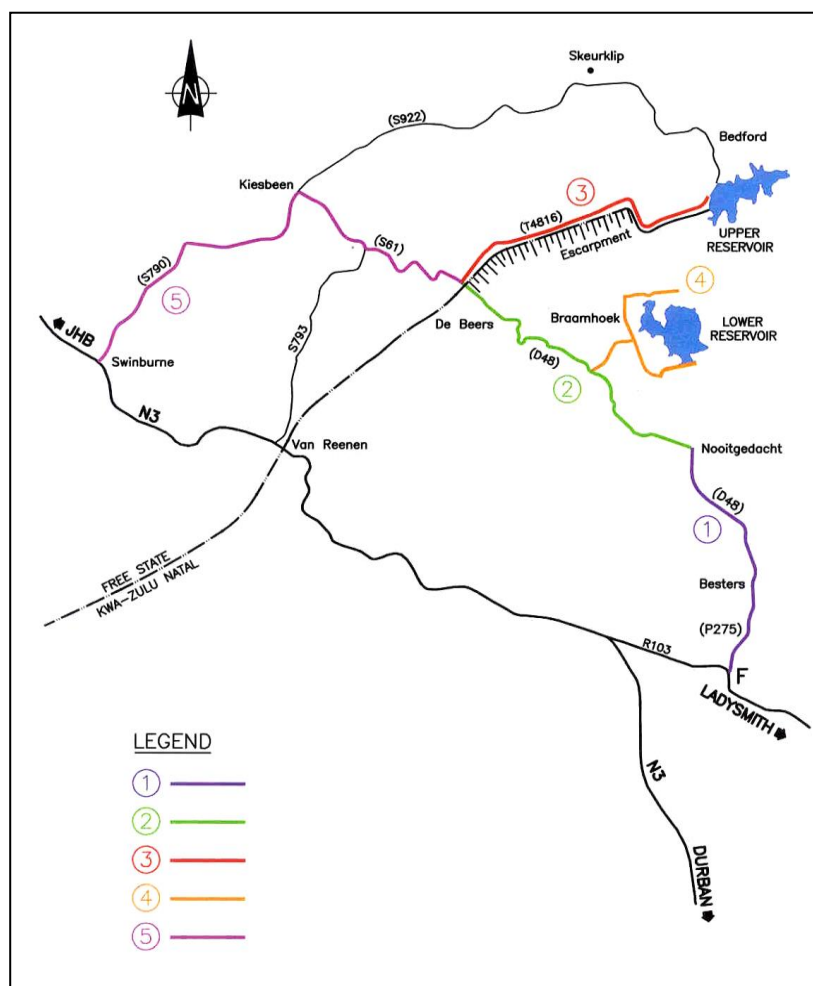 N
Skeurklip
(S922)
Bedford
Kiesbeen
3
(T4816)
Escarpment
UPPER
RESERVOIR
(S61)
(S790)
5
4
Braamhoek
LOWER
RESERVOIR
De Beers
JHB
S793
(D48)
2
Swinburne
N3
Van Reenen
Nooitgedacht
(D48)
1
FREE STATE
KWA-ZULU NATAL
Besters
(P275)
R103
F
LADYSMITH
N3
DURBAN
LEGEND
1
2
3
4
5